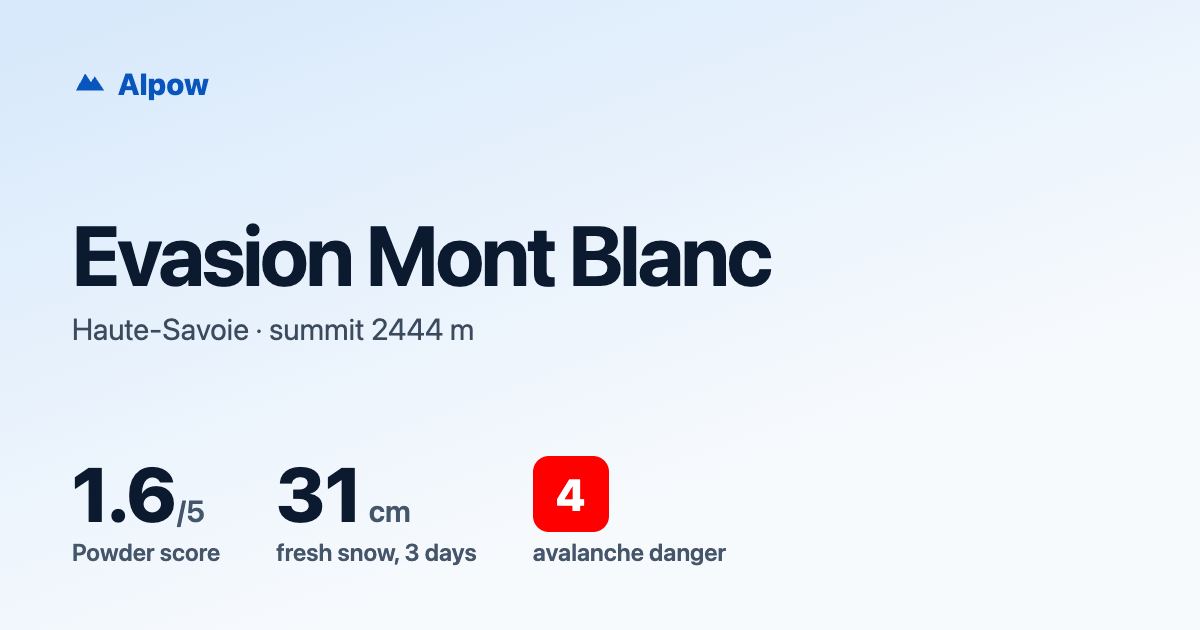 Alpow
Evasion Mont Blanc
Haute-Savoie · summit 2444 m
1.6/5
Powder score
31 cm
fresh snow, 3 days
4
avalanche danger